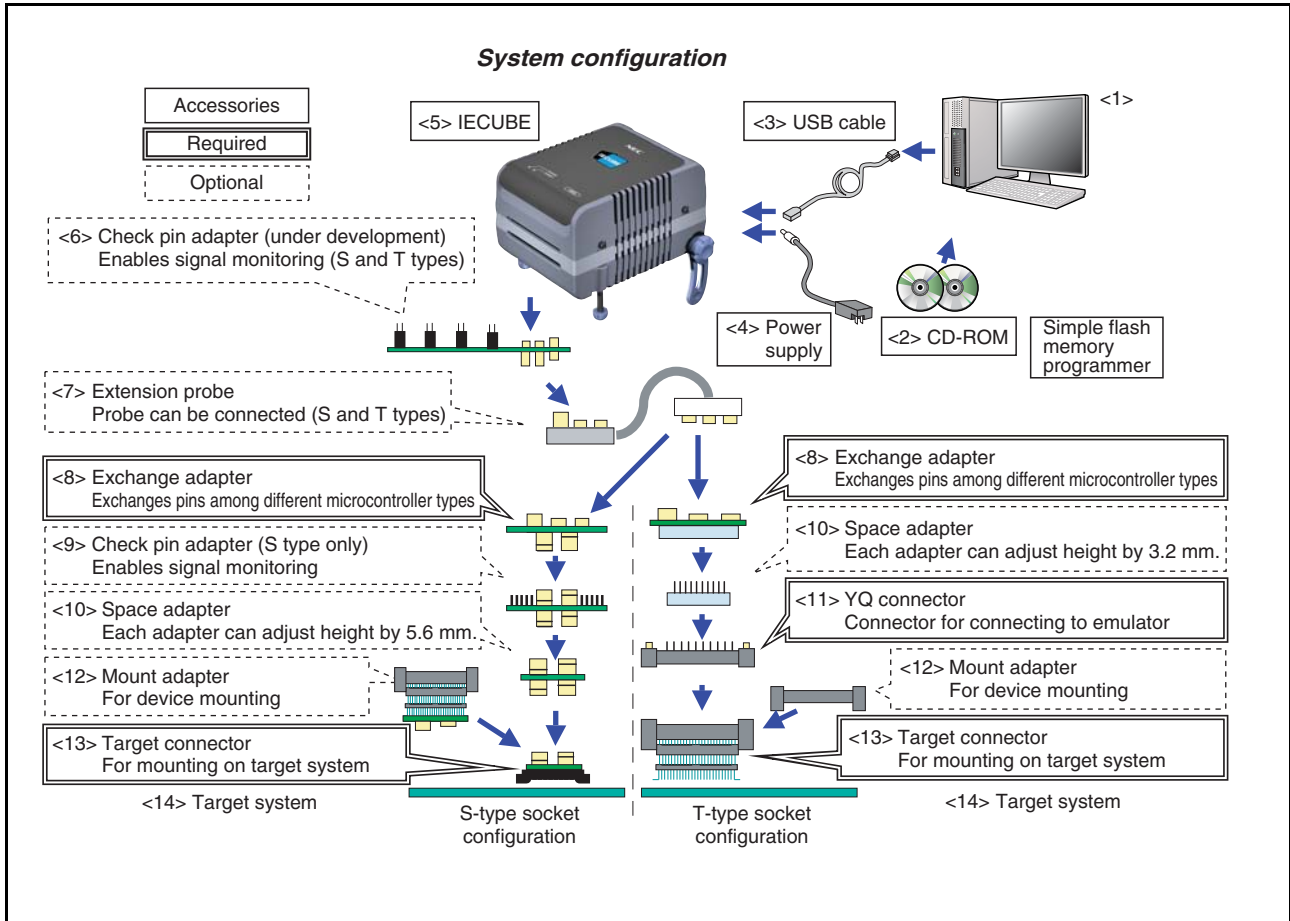 System configuration
Accessories
Required
Optional
<5> IECUBE
<3> USB cable
<1>
NEC
<6> Check pin adapter (under development)
Enables signal monitoring (S and T types)
<4> Power
supply
<2> CD-ROM
Simple flash
memory
programmer
<7> Extension probe
Probe can be connected (S and T types)
<8> Exchange adapter
Exchanges pins among different microcontroller types
<9> Check pin adapter (S type only)
Enables signal monitoring
<10> Space adapter
Each adapter can adjust height by 5.6 mm.
<12> Mount adapter
For device mounting
<13> Target connector
For mounting on target system
<14> Target system
S-type socket
configuration
<8> Exchange adapter
Exchanges pins among different microcontroller types
<10> Space adapter
Each adapter can adjust height by 3.2 mm.
<11> YQ connector
Connector for connecting to emulator
<12> Mount adapter
For device mounting
<13> Target connector
For mounting on target system
<14> Target system
T-type socket
configuration